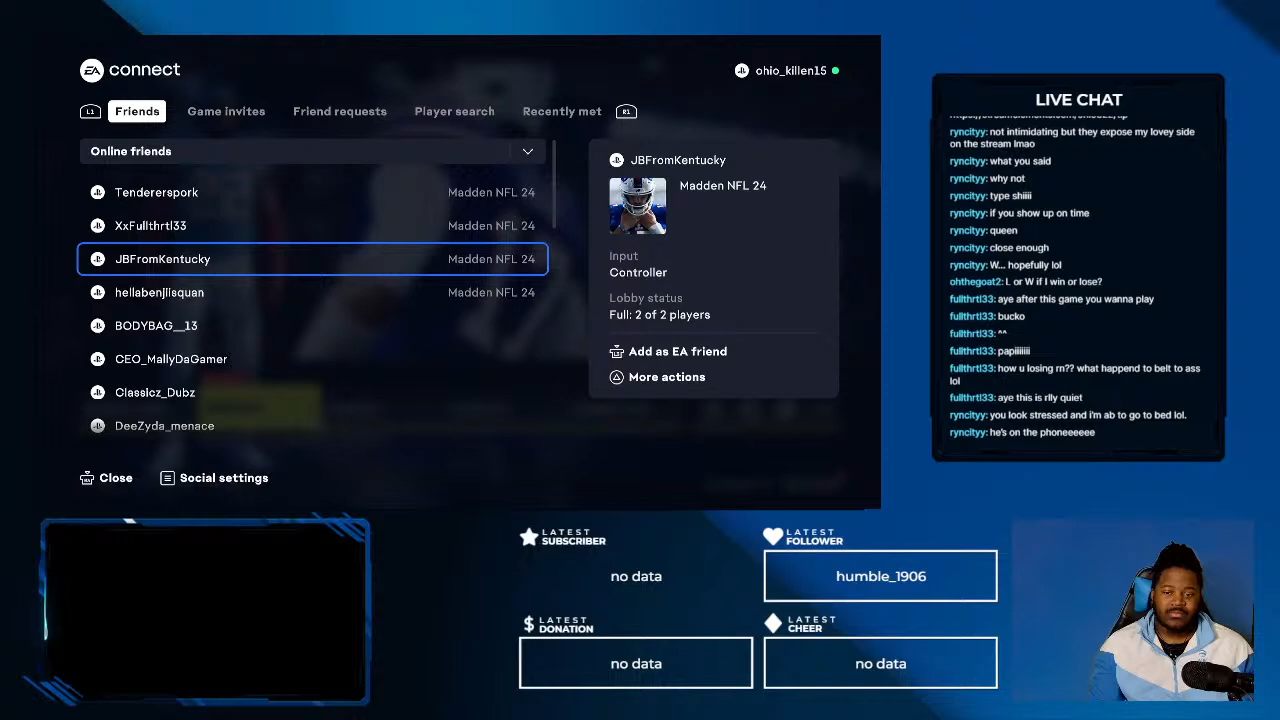 EA connect
ohio_killen15
L1 Friends Game invites Friend requests Player search Recently met R1
Online friends
Tendererspork Madden NFL 24
XxFullthrtl33 Madden NFL 24
JBFromKentucky Madden NFL 24
hellabenjiisquan Madden NFL 24
BODYBAG__13
CEO_MallyDaGamer
Classicz_Dubz
DeeZyda_menace
Close Social settings
JBFromKentucky
Madden NFL 24
Input
Controller
Lobby status
Full: 2 of 2 players
Add as EA friend
More actions
LIVE CHAT
ryncityy: not intimidating but they expose my lovey side
on the stream lmao
ryncityy: what you said
ryncityy: why not
ryncityy: type shiiii
ryncityy: if you show up on time
ryncityy: queen
ryncityy: close enough
ryncityy: W... hopefully lol
ohthegoat2: L or W if I win or lose?
fullthrtl33: aye after this game you wanna play
fullthrtl33: bucko
fullthrtl33: ^^
fullthrtl33: papiiiiiii
fullthrtl33: how u losing rn?? what happend to belt to ass
lol
fullthrtl33: aye this is rlly quiet
ryncityy: you look stressed and i'm ab to go to bed lol.
ryncityy: he's on the phoneeeeee
LATEST
SUBSCRIBER
no data
LATEST
FOLLOWER
humble_1906
$ LATEST
DONATION
no data
LATEST
CHEER
no data